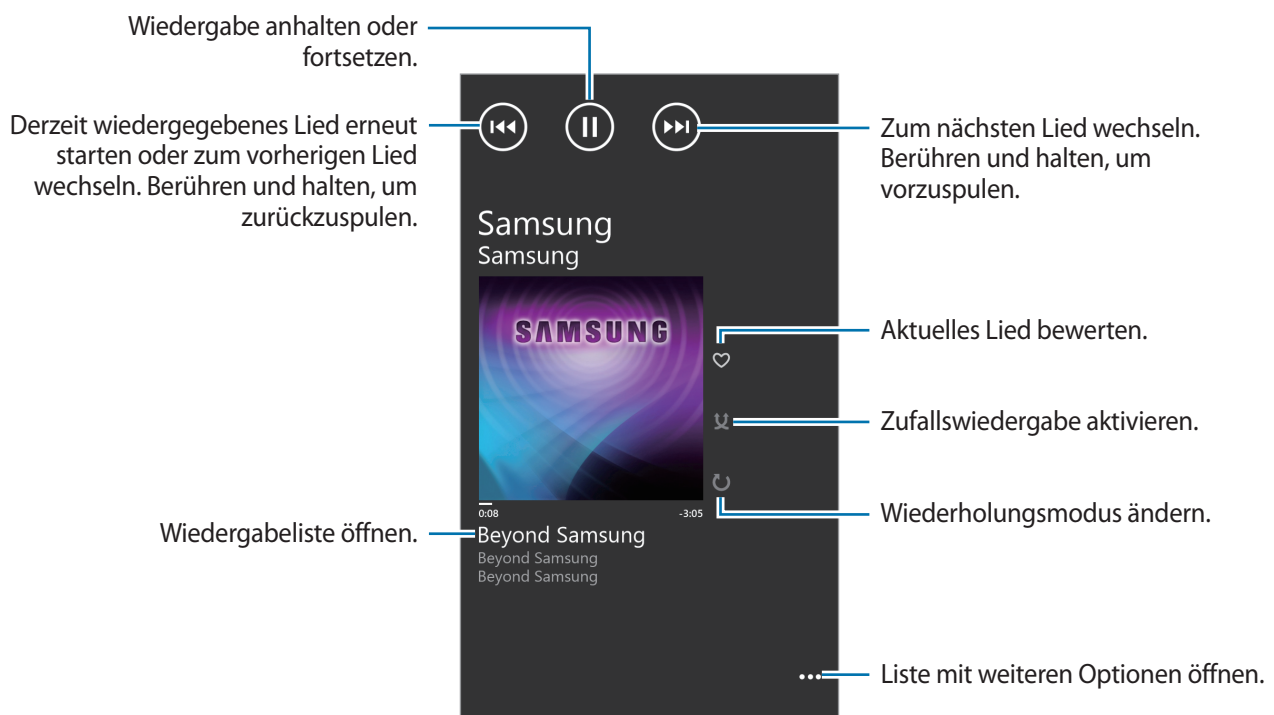 Wiedergabe anhalten oder
fortsetzen.
Derzeit wiedergegebenes Lied erneut
starten oder zum vorherigen Lied
wechseln. Berühren und halten, um
zurückzuspulen.
Zum nächsten Lied wechseln.
Berühren und halten, um
vorzuspulen.
Samsung
Samsung
SAMSUNG
Aktuelles Lied bewerten.
Zufallswiedergabe aktivieren.
Wiederholungsmodus ändern.
0:08 -3:05
Wiedergabeliste öffnen.
Beyond Samsung
Beyond Samsung
Beyond Samsung
Liste mit weiteren Optionen öffnen.